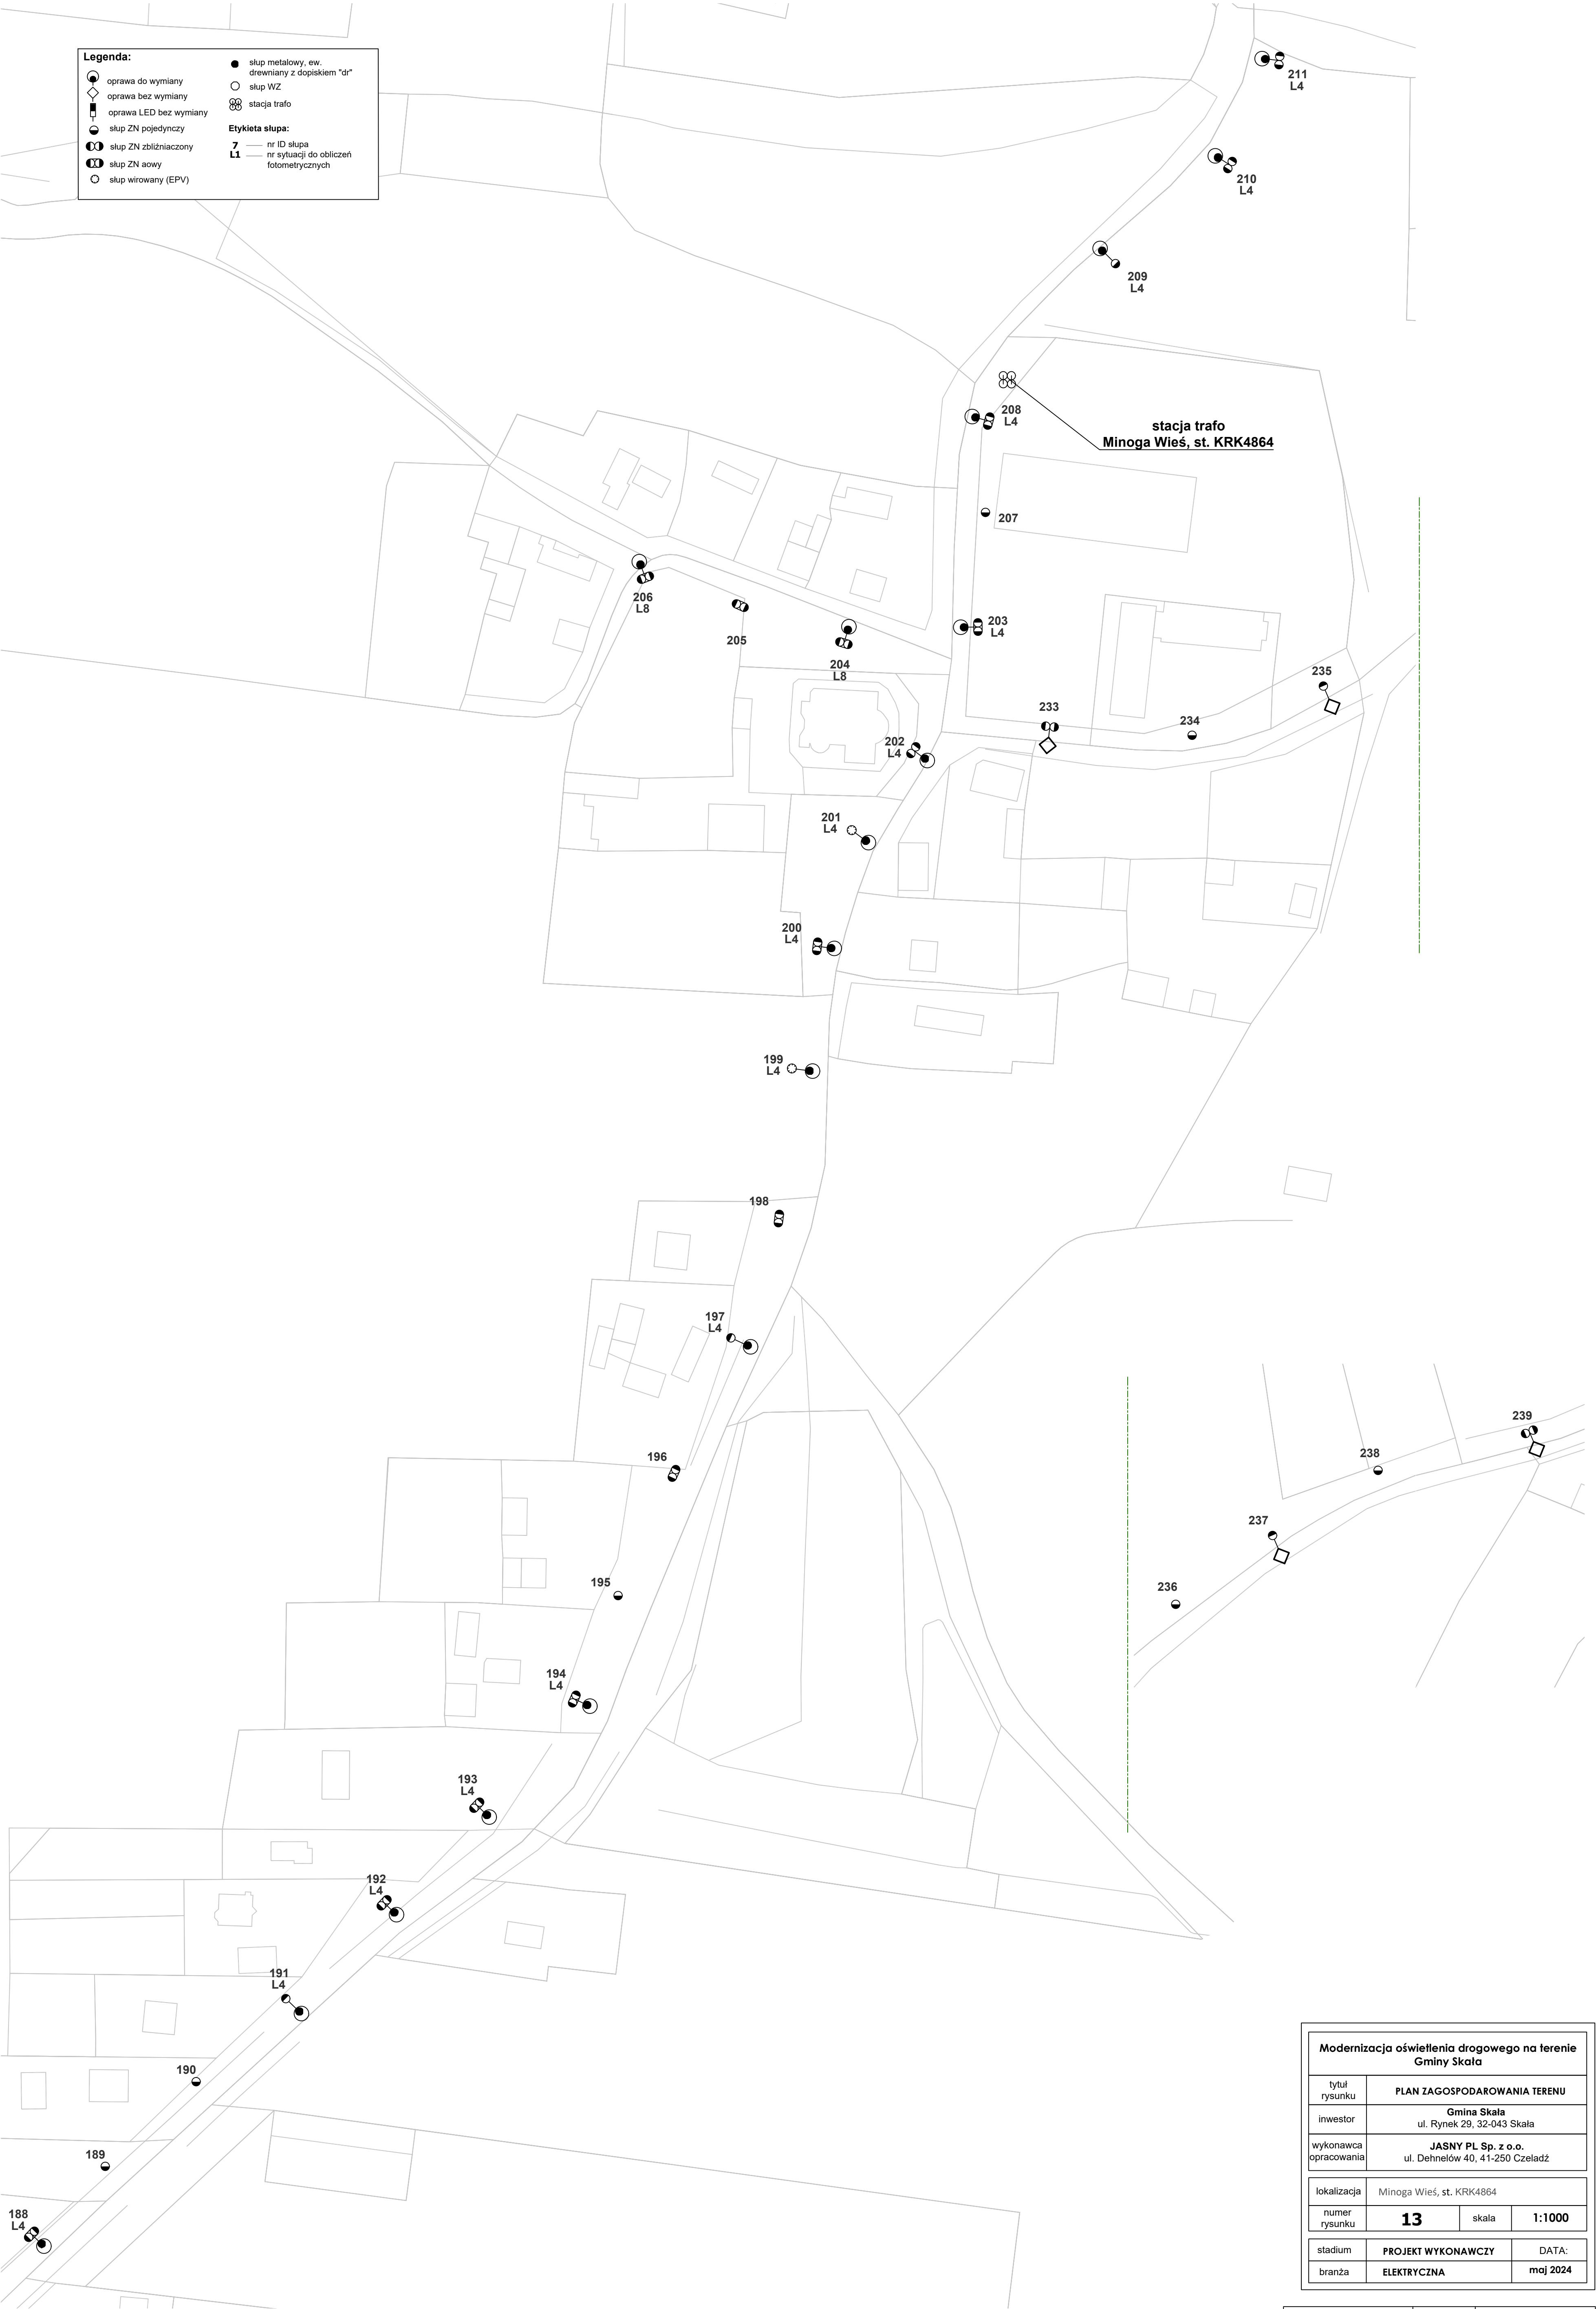 Legenda:
oprawa do wymiany
oprawa bez wymiany
oprawa LED bez wymiany
słup ZN pojedynczy
słup ZN zbliźniaczony
słup ZN aowy
słup wirowany (EPV)
słup metalowy, ew.
drewniany z dopiskiem "dr"
słup WZ
stacja trafo
Etykieta słupa:
7 nr ID słupa
L1 nr sytuacji do obliczeń
fotometrycznych
211
L4
210
L4
209
L4
208
L4
stacja trafo
Minoga Wieś, st. KRK4864
207
206
L8
205
204
L8
203
L4
235
233
234
202
L4
201
L4
200
L4
199
L4
198
197
L4
196
239
238
237
236
195
194
L4
193
L4
192
L4
191
L4
190
189
188
L4
Modernizacja oświetlenia drogowego na terenie
Gminy Skała
tytuł
rysunku
PLAN ZAGOSPODAROWANIA TERENU
inwestor
Gmina Skała
ul. Rynek 29, 32-043 Skała
wykonawca
opracowania
JASNY PL Sp. z o.o.
ul. Dehnelów 40, 41-250 Czeladź
lokalizacja
Minoga Wieś, st. KRK4864
numer
rysunku
13
skala
1:1000
stadium
PROJEKT WYKONAWCZY
DATA:
branża
ELEKTRYCZNA
maj 2024